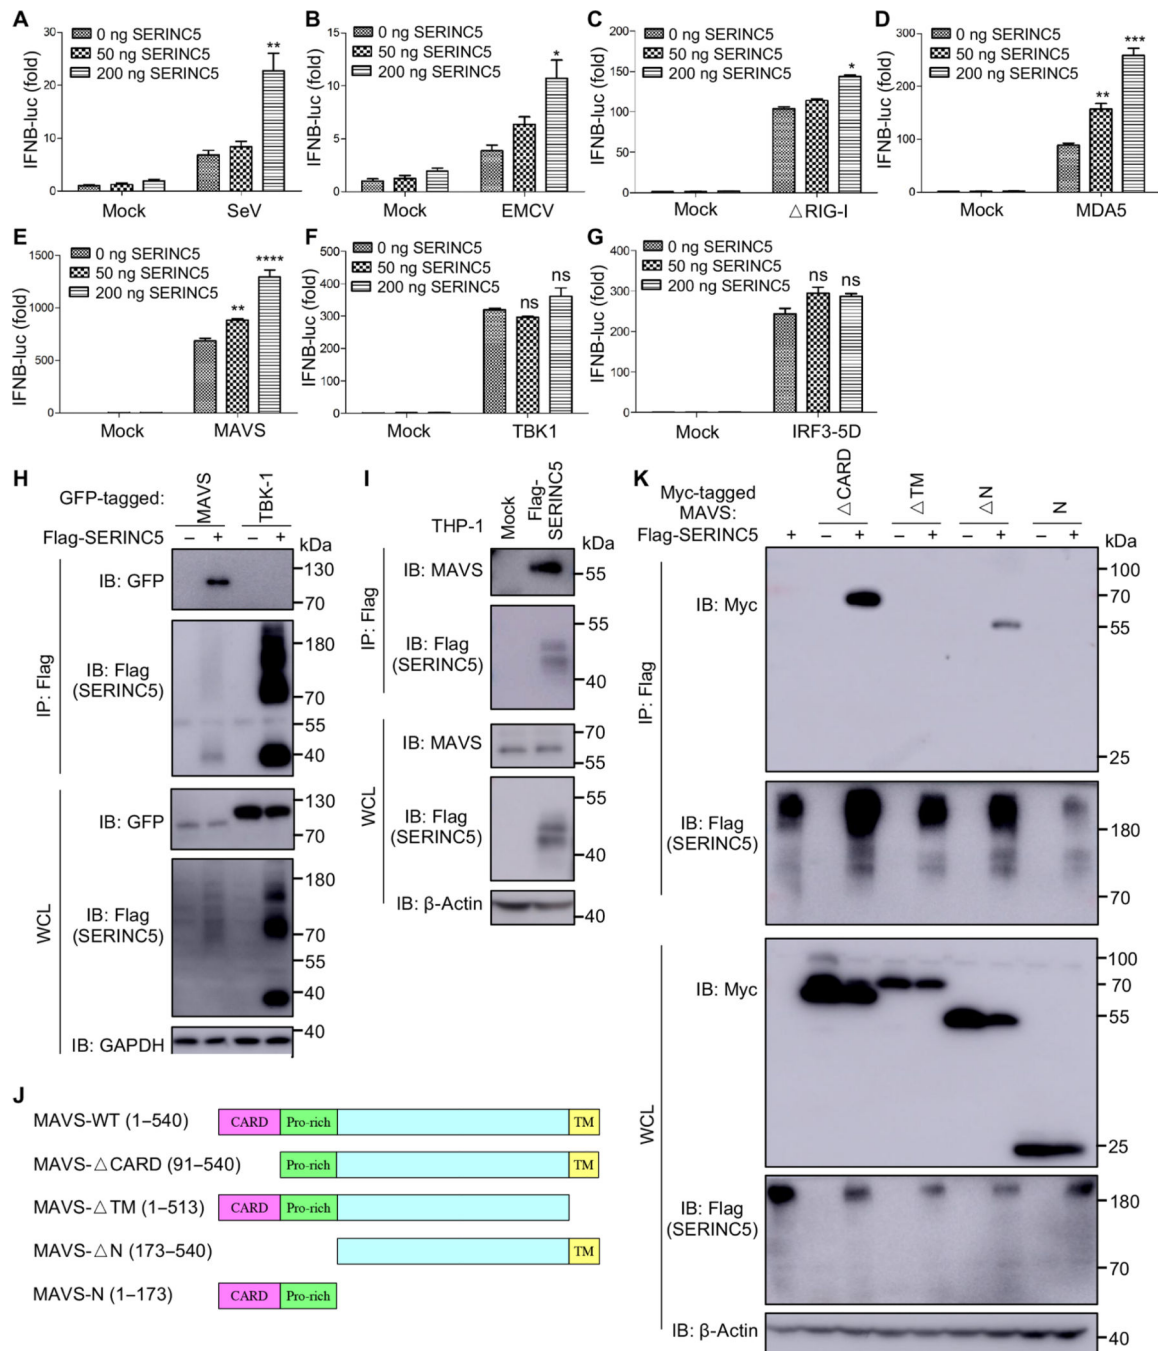 A
0 ng SERINC5
50 ng SERINC5
200 ng SERINC5
IFNB-luc (fold)
30
20
10
0
**
Mock
SeV
B
0 ng SERINC5
50 ng SERINC5
200 ng SERINC5
IFNB-luc (fold)
15
10
5
0
*
Mock
EMCV
C
0 ng SERINC5
50 ng SERINC5
200 ng SERINC5
IFNB-luc (fold)
200
150
100
50
0
*
Mock
△RIG-I
D
0 ng SERINC5
50 ng SERINC5
200 ng SERINC5
IFNB-luc (fold)
300
200
100
0
**
***
Mock
MDA5
E
0 ng SERINC5
50 ng SERINC5
200 ng SERINC5
IFNB-luc (fold)
1500
1000
500
0
**
****
Mock
MAVS
F
0 ng SERINC5
50 ng SERINC5
200 ng SERINC5
IFNB-luc (fold)
500
400
300
200
100
0
ns
ns
Mock
TBK1
G
0 ng SERINC5
50 ng SERINC5
200 ng SERINC5
IFNB-luc (fold)
400
300
200
100
0
ns
ns
Mock
IRF3-5D
H
GFP-tagged:
MAVS
TBK-1
Flag-SERINC5
− + − +
kDa
IP: Flag
IB: GFP
130
70
IB: Flag
(SERINC5)
180
70
55
40
WCL
IB: GFP
130
70
IB: Flag
(SERINC5)
180
70
55
40
IB: GAPDH
40
I
THP-1
Mock
Flag-
SERINC5
kDa
IP: Flag
IB: MAVS
55
IB: Flag
(SERINC5)
55
40
WCL
IB: MAVS
70
55
IB: Flag
(SERINC5)
55
40
IB: β-Actin
40
J
MAVS-WT (1–540)
CARD Pro-rich TM
MAVS-△CARD (91–540)
Pro-rich TM
MAVS-△TM (1–513)
CARD Pro-rich
MAVS-△N (173–540)
TM
MAVS-N (1–173)
CARD Pro-rich
K
Myc-tagged
MAVS:
△CARD
△TM
△N
N
Flag-SERINC5
+ − + − + − + − +
kDa
IP: Flag
IB: Myc
100
70
55
25
IB: Flag
(SERINC5)
180
70
WCL
IB: Myc
100
70
55
25
IB: Flag
(SERINC5)
180
70
IB: β-Actin
40